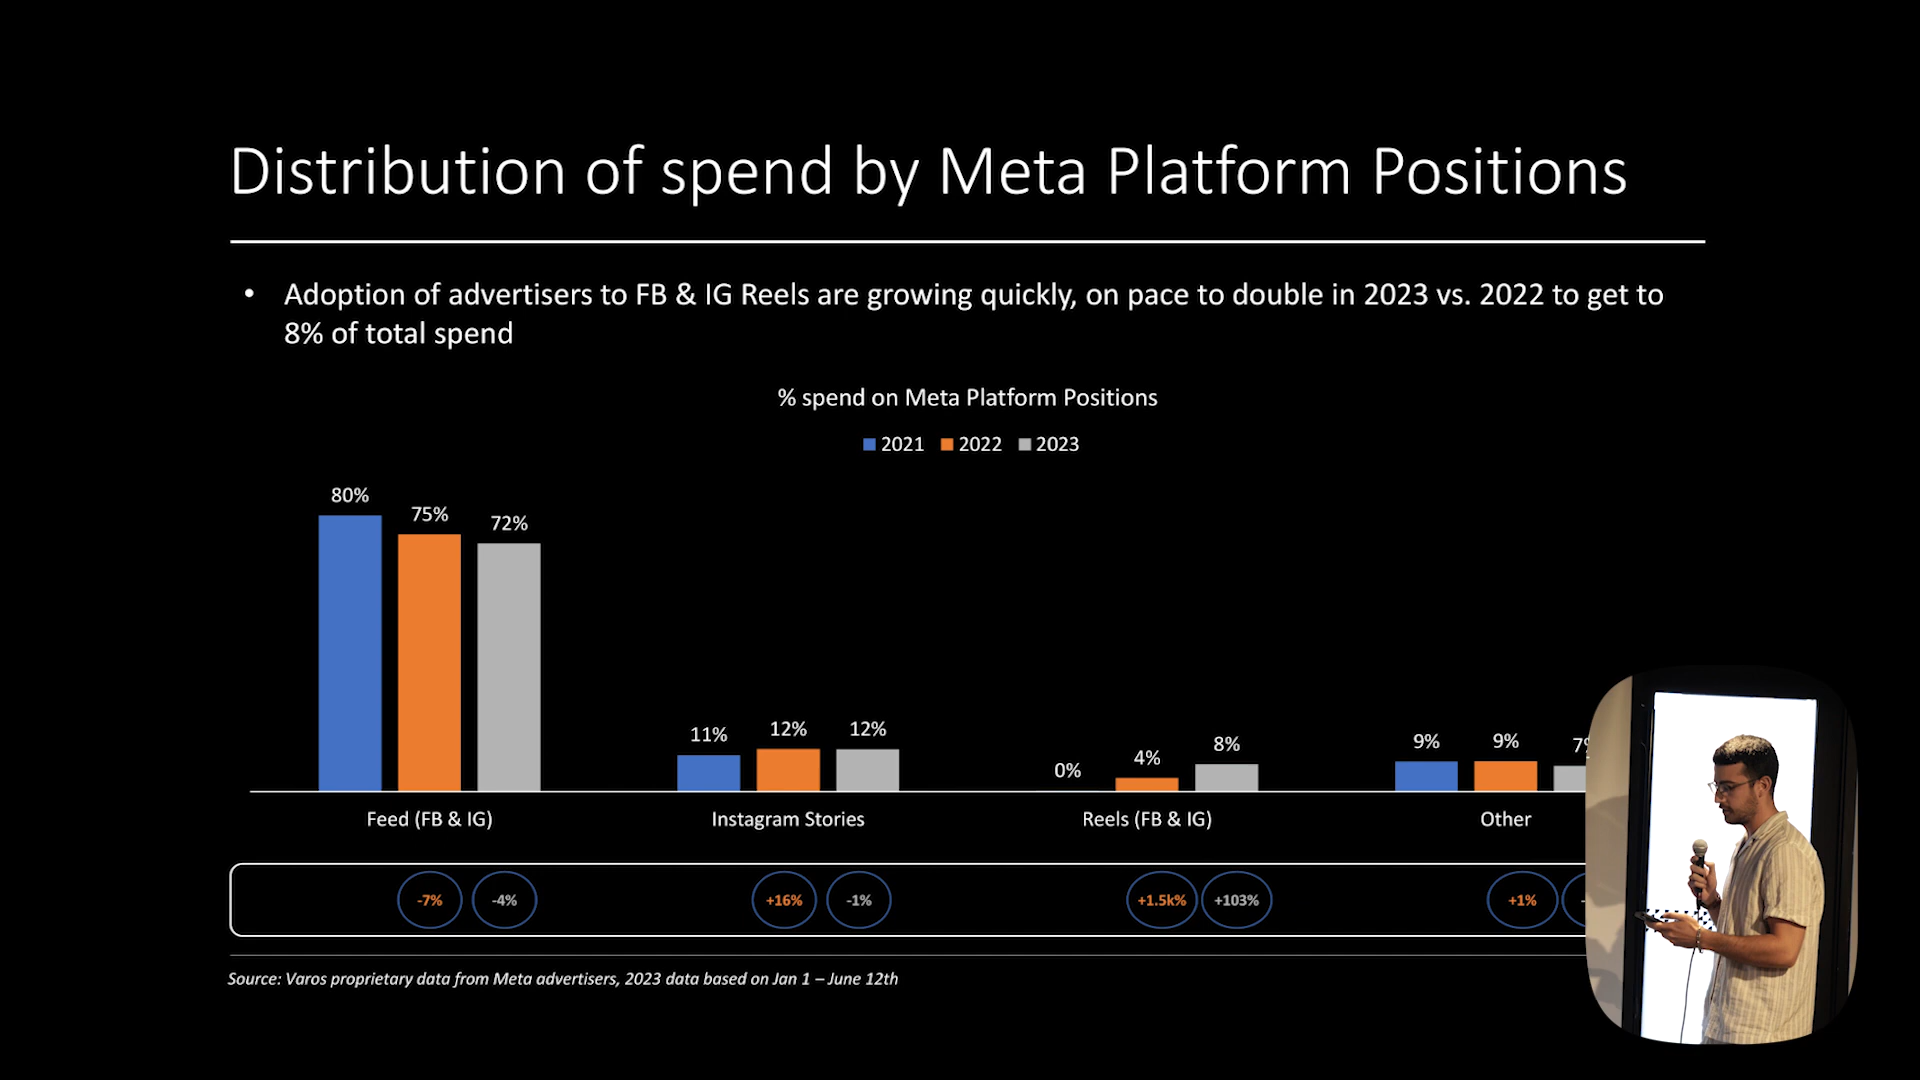 Distribution of spend by Meta Platform Positions
• Adoption of advertisers to FB & IG Reels are growing quickly, on pace to double in 2023 vs. 2022 to get to
8% of total spend
% spend on Meta Platform Positions
2021 2022 2023
80% 75% 72% 11% 12% 12% 0% 4% 8% 9% 9%
Feed (FB & IG) Instagram Stories Reels (FB & IG) Other
-7% -4% +16% -1% +1.5k% +103% +1%
Source: Varos proprietary data from Meta advertisers, 2023 data based on Jan 1 – June 12th